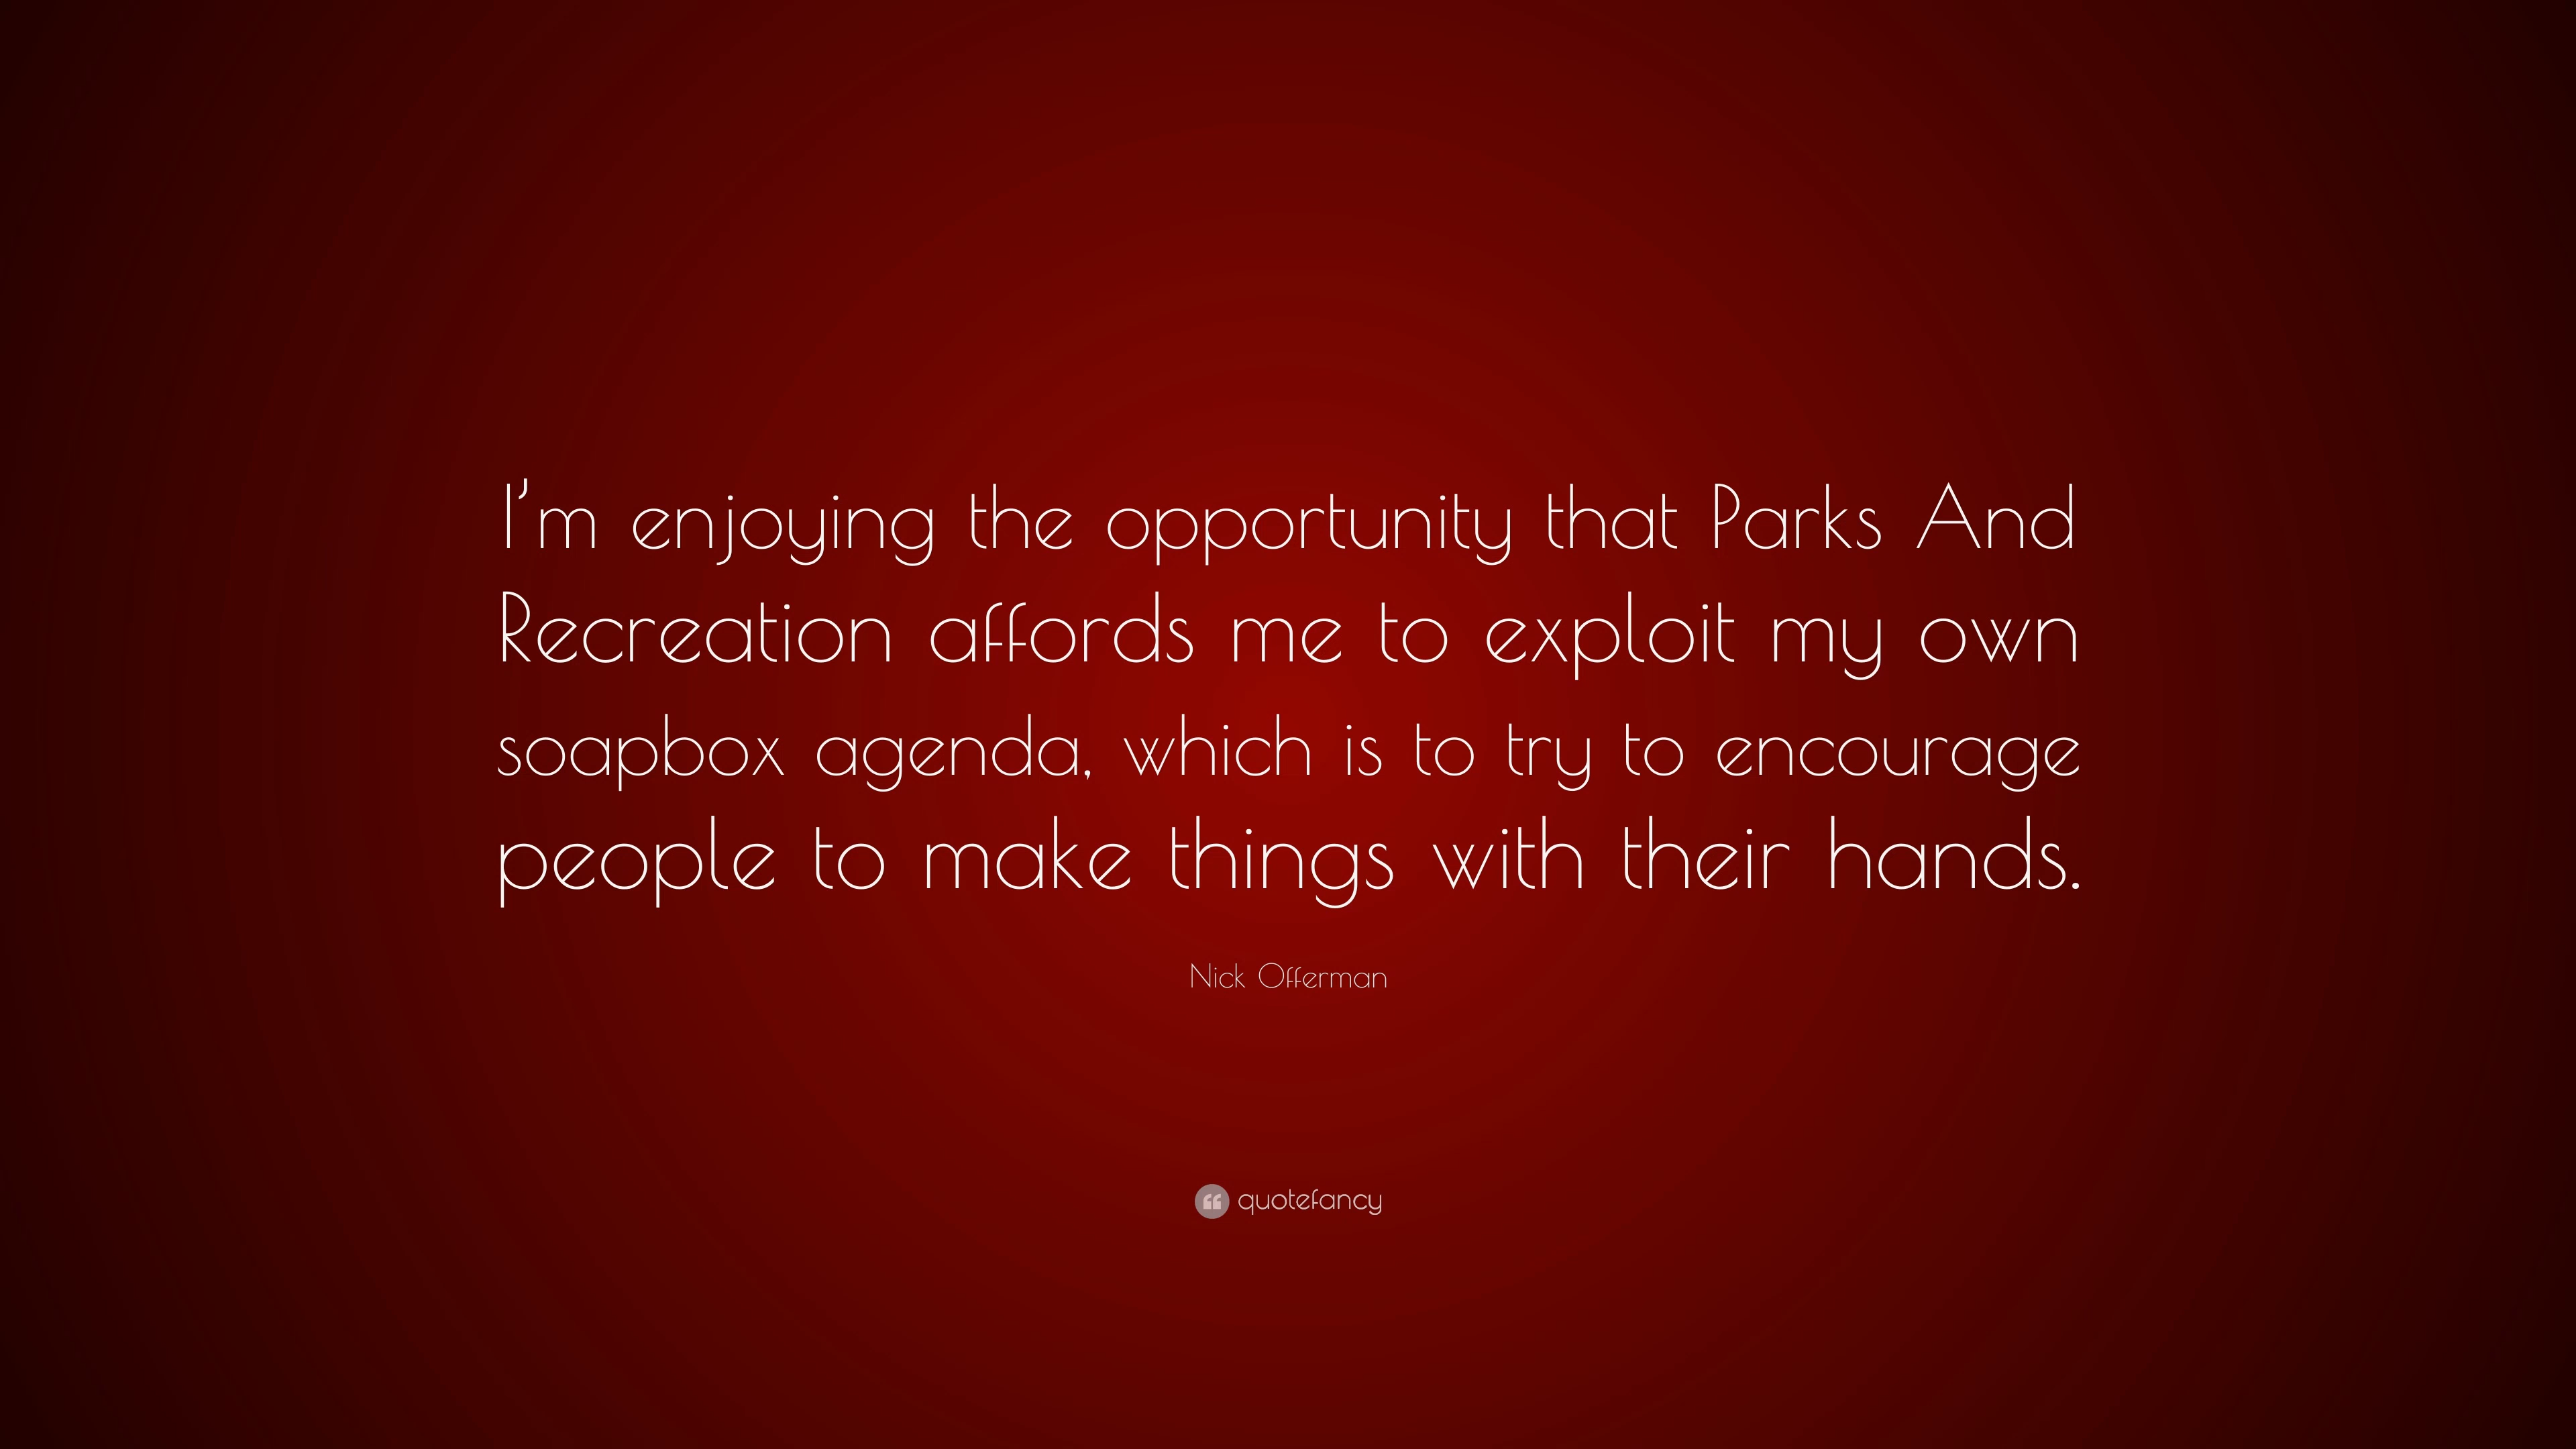 I’m enjoying the opportunity that Parks And
Recreation affords me to exploit my own
soapbox agenda, which is to try to encourage
people to make things with their hands.
Nick Offerman
quotefancy